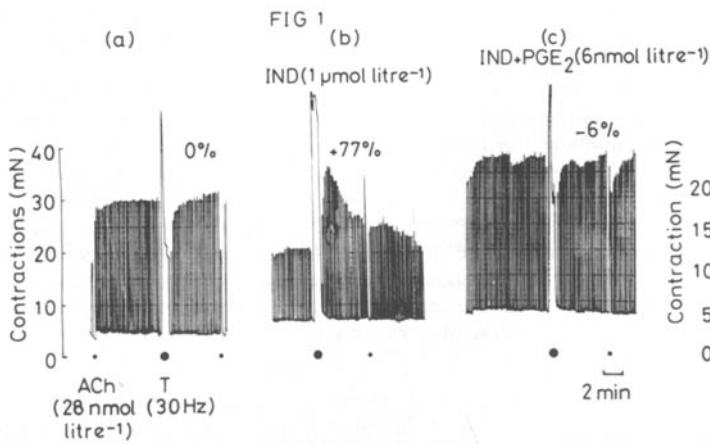 FIG 1
(a)
(b)
(c)
IND (1 µmol litre⁻¹)
IND+PGE₂(6nmol litre⁻¹)
0%
+77%
-6%
Contractions (mN)
40
30
20
10
0
Contraction (mN)
20
15
10
5
0
ACh
(28 nmol
litre⁻¹)
T
(30Hz)
2 min